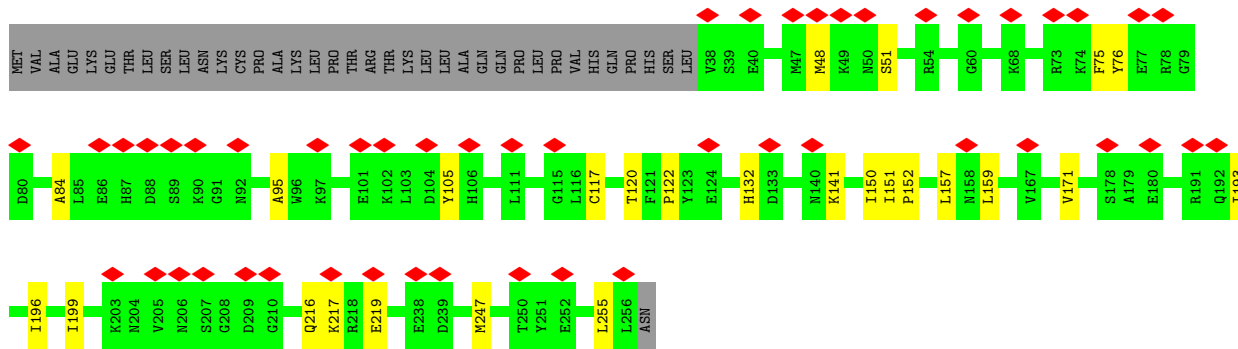 MET VAL ALA GLU LYS GLU THR LEU SER LEU ASN LYS CYS PRO ALA LYS LEU PRO THR ARG THR LYS LEU LEU ALA GLN GLN PRO LEU PRO VAL HIS GLN PRO HIS SER LEU V38 S39 E40 M47 M48 K49 N50 S51 R54 G60 K68 R73 K74 F75 Y76 E77 R78 G79
D80 A84 L85 E86 H87 D88 S89 K90 G91 N92 A95 W96 K97 E101 K102 L103 D104 Y105 H106 L111 G115 L116 C117 T120 F121 P122 Y123 E124 H132 D133 N140 K141 I150 I151 P152 L157 N158 L159 V167 V171 S178 A179 E180 R191 Q192 I193
I196 I199 K203 N204 V205 N206 S207 G208 D209 G210 Q216 K217 R218 E219 E238 D239 M247 T250 Y251 E252 L255 L256 ASN